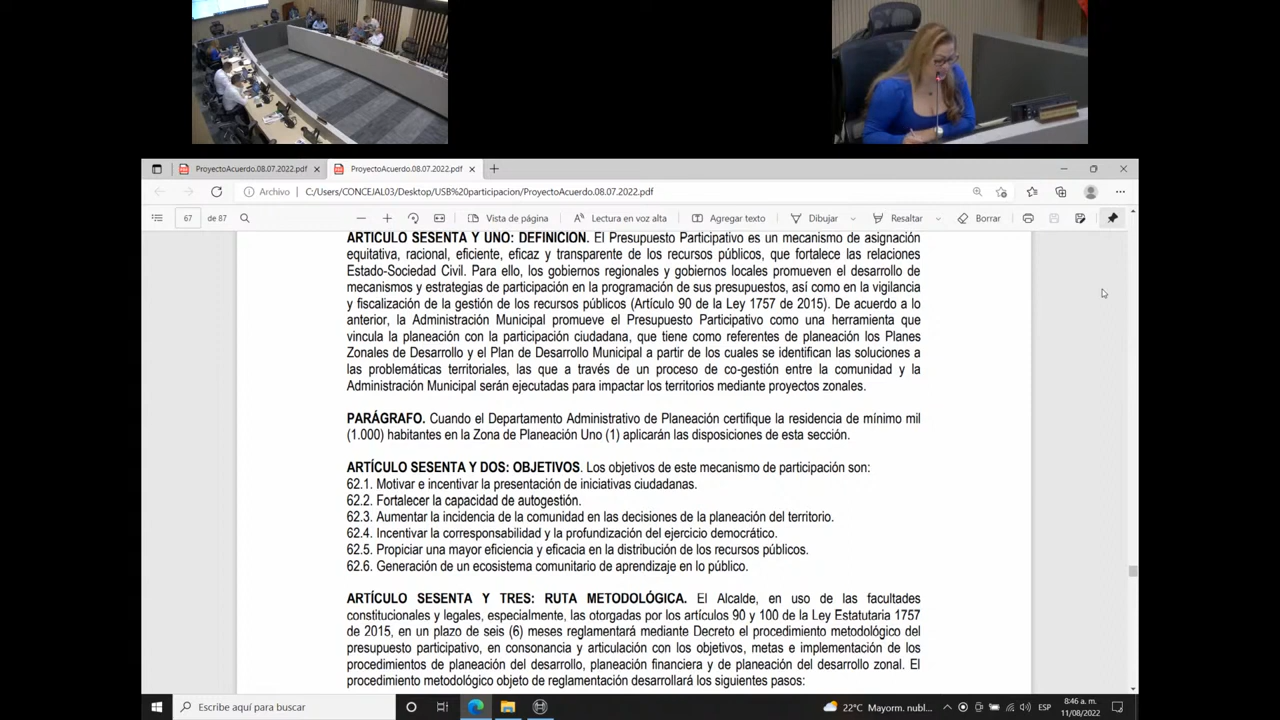 ProyectoAcuerdo.08.07.2022.pdf
ProyectoAcuerdo.08.07.2022.pdf
Archivo C:/Users/CONCEJAL03/Desktop/USB%20participacion/ProyectoAcuerdo.08.07.2022.pdf
67 de 87 Vista de página Lectura en voz alta Agregar texto Dibujar Resaltar Borrar
ARTÍCULO SESENTA Y UNO: DEFINICIÓN. El Presupuesto Participativo es un mecanismo de asignación
equitativa, racional, eficiente, eficaz y transparente de los recursos públicos, que fortalece las relaciones
Estado-Sociedad Civil. Para ello, los gobiernos regionales y gobiernos locales promueven el desarrollo de
mecanismos y estrategias de participación en la programación de sus presupuestos, así como en la vigilancia
y fiscalización de la gestión de los recursos públicos (Artículo 90 de la Ley 1757 de 2015). De acuerdo a lo
anterior, la Administración Municipal promueve el Presupuesto Participativo como una herramienta que
vincula la planeación con la participación ciudadana, que tiene como referentes de planeación los Planes
Zonales de Desarrollo y el Plan de Desarrollo Municipal a partir de los cuales se identifican las soluciones a
las problemáticas territoriales, las que a través de un proceso de co-gestión entre la comunidad y la
Administración Municipal serán ejecutadas para impactar los territorios mediante proyectos zonales.
PARÁGRAFO. Cuando el Departamento Administrativo de Planeación certifique la residencia de mínimo mil
(1.000) habitantes en la Zona de Planeación Uno (1) aplicarán las disposiciones de esta sección.
ARTÍCULO SESENTA Y DOS: OBJETIVOS. Los objetivos de este mecanismo de participación son:
62.1. Motivar e incentivar la presentación de iniciativas ciudadanas.
62.2. Fortalecer la capacidad de autogestión.
62.3. Aumentar la incidencia de la comunidad en las decisiones de la planeación del territorio.
62.4. Incentivar la corresponsabilidad y la profundización del ejercicio democrático.
62.5. Propiciar una mayor eficiencia y eficacia en la distribución de los recursos públicos.
62.6. Generación de un ecosistema comunitario de aprendizaje en lo público.
ARTÍCULO SESENTA Y TRES: RUTA METODOLÓGICA. El Alcalde, en uso de las facultades
constitucionales y legales, especialmente, las otorgadas por los artículos 90 y 100 de la Ley Estatutaria 1757
de 2015, en un plazo de seis (6) meses reglamentará mediante Decreto el procedimiento metodológico del
presupuesto participativo, en consonancia y articulación con los objetivos, metas e implementación de los
procedimientos de planeación del desarrollo, planeación financiera y de planeación del desarrollo zonal. El
procedimiento metodológico objeto de reglamentación desarrollará los siguientes pasos:
Escribe aquí para buscar
22°C Mayorm. nubl... ESP
8:46 a. m.
11/08/2022